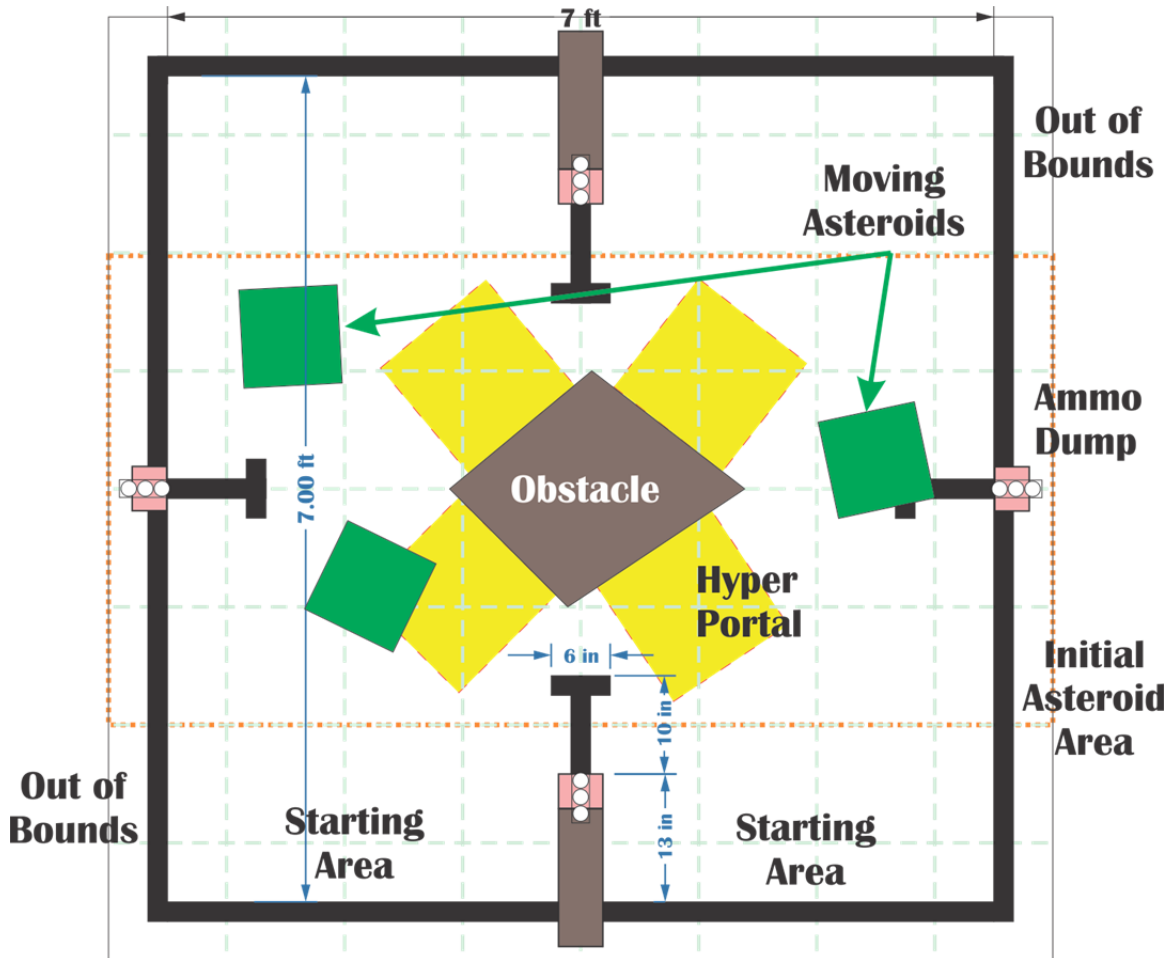 7 ft
Out of
Bounds
Moving
Asteroids
Ammo
Dump
7.00 ft
Obstacle
Hyper
Portal
6 in
10 in
Initial
Asteroid
Area
Out of
Bounds
Starting
Area
13 in
Starting
Area